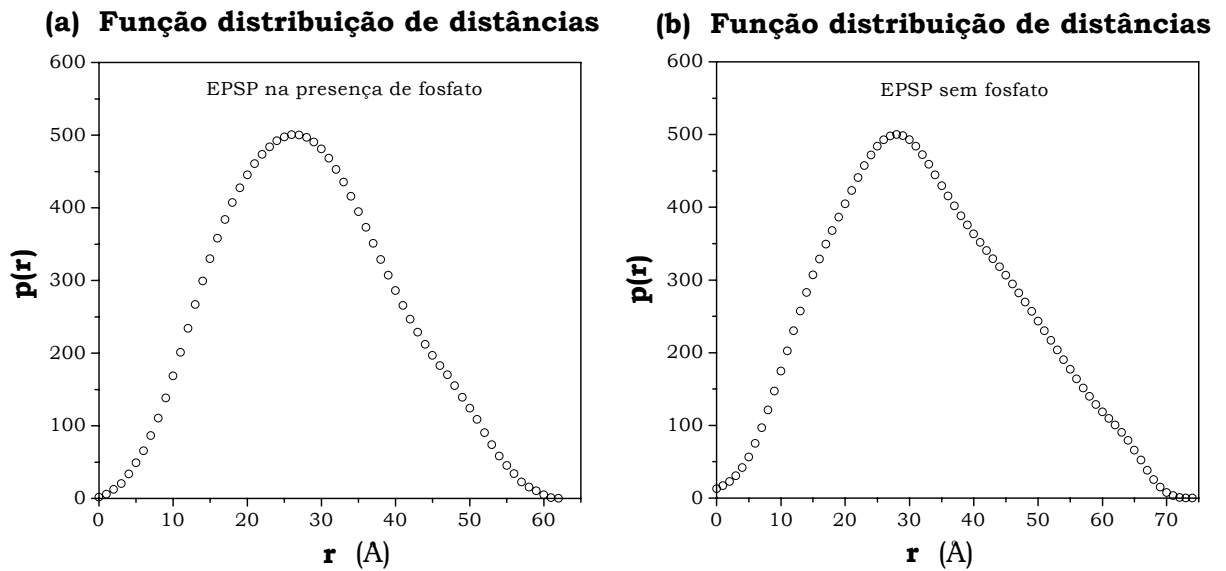 (a) Função distribuição de distâncias
600
500
400
300
200
100
0
p(r)
EPSP na presença de fosfato
0 10 20 30 40 50 60
r (Å)
(b) Função distribuição de distâncias
600
500
400
300
200
100
0
p(r)
EPSP sem fosfato
0 10 20 30 40 50 60 70
r (Å)